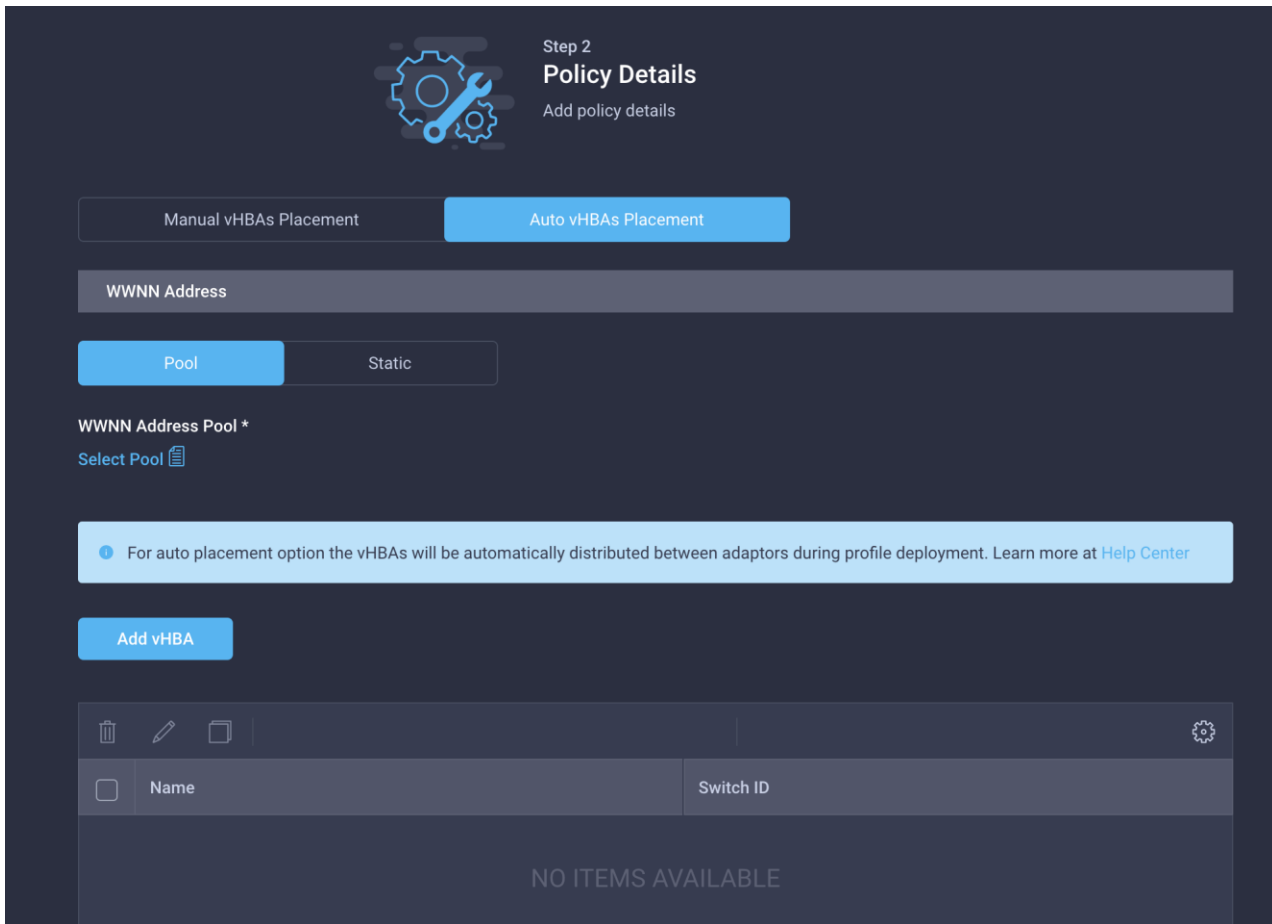 Step 2
Policy Details
Add policy details
Manual vHBAs Placement
Auto vHBAs Placement
WWNN Address
Pool
Static
WWNN Address Pool *
Select Pool
For auto placement option the vHBAs will be automatically distributed between adaptors during profile deployment. Learn more at Help Center
Add vHBA
Name
Switch ID
NO ITEMS AVAILABLE